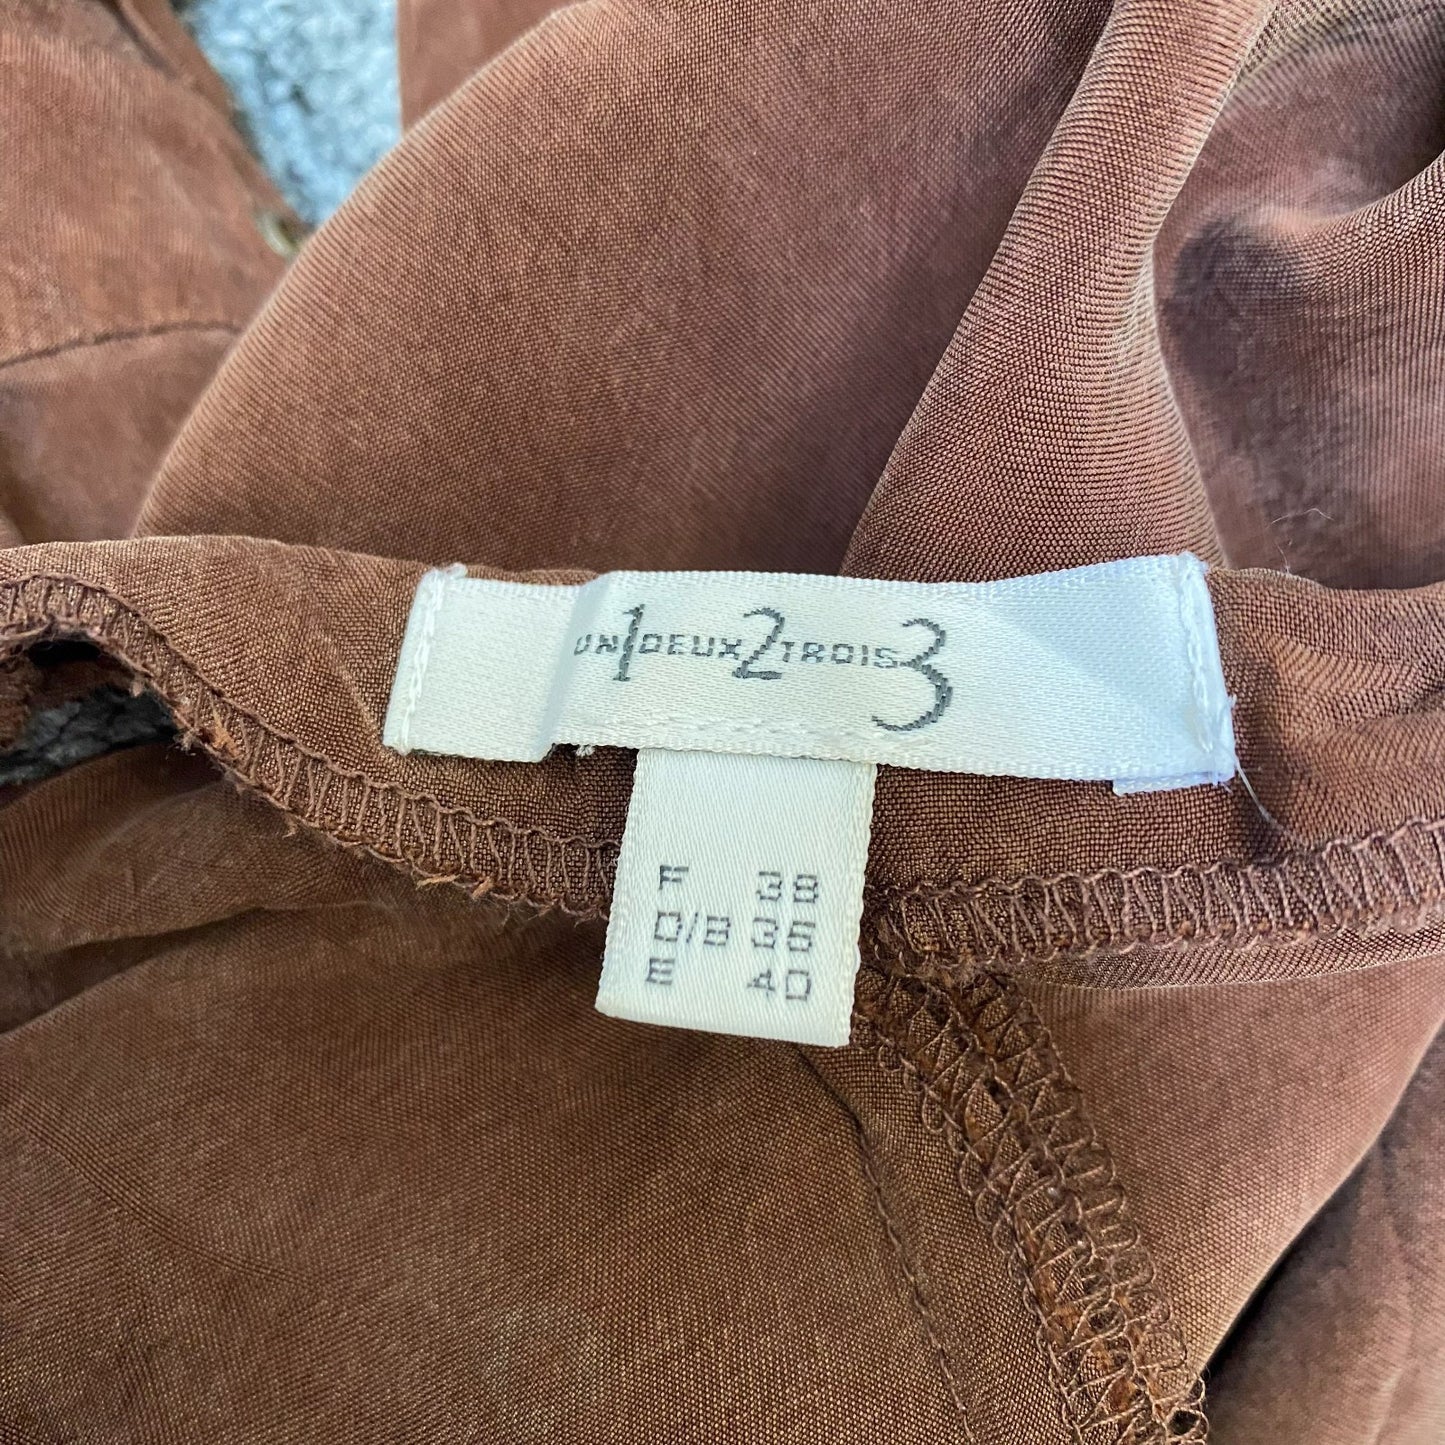 UN1DEUX2TROIS3
F 38
D/B 36
E 40